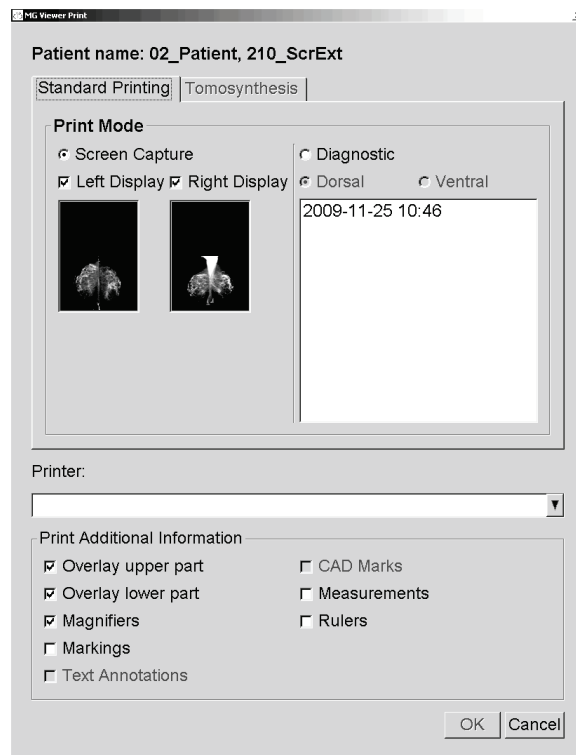 MG Viewer Print
Patient name: 02_Patient, 210_ScrExt
Standard Printing Tomosynthesis
Print Mode
Screen Capture Diagnostic
Left Display Right Display Dorsal Ventral
2009-11-25 10:46
Printer:
Print Additional Information
Overlay upper part CAD Marks
Overlay lower part Measurements
Magnifiers Rulers
Markings
Text Annotations
OK Cancel